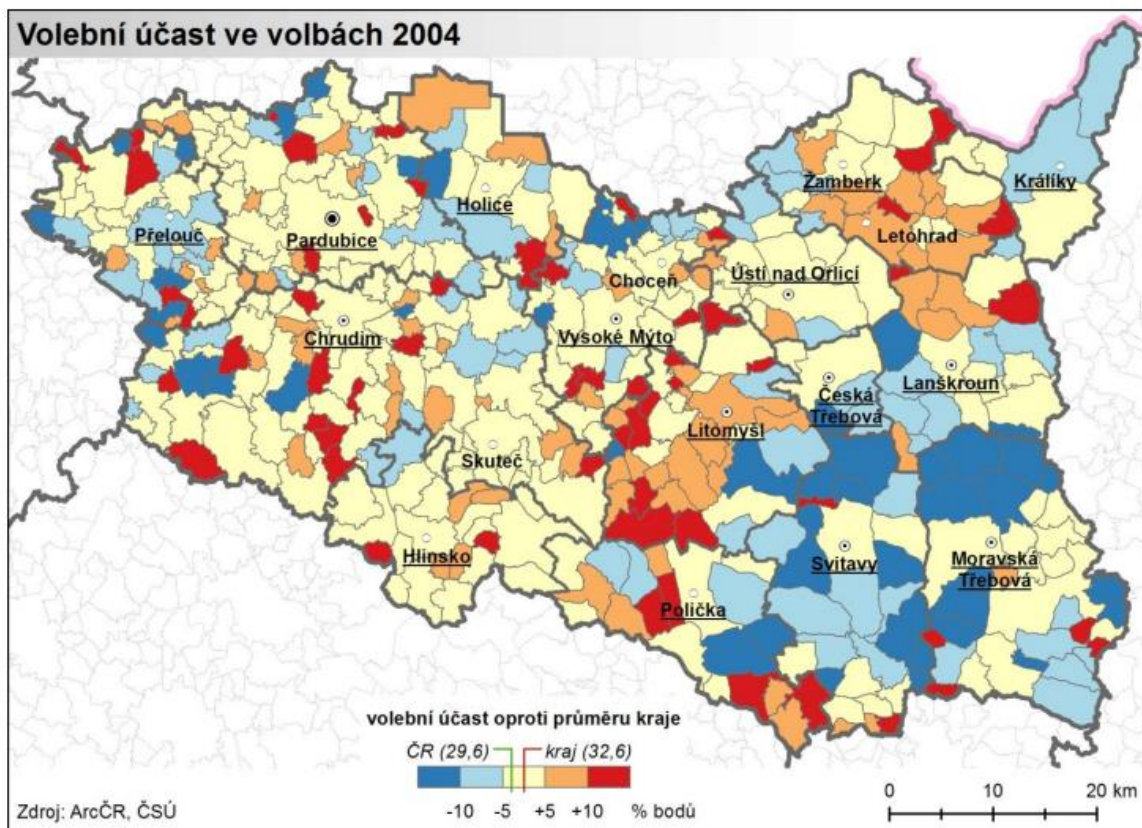 Volební účast ve volbách 2004
Žamberk
Králíky
Holice
Přelouč
Pardubice
Letohrad
Ústí nad Orlicí
Choceň
Chrudim
Vysoké Mýto
Lanškroun
Česká
Třebová
Litomyšl
Skuteč
Hlinsko
Svitavy
Moravská
Třebová
Polička
volební účast oproti průměru kraje
ČR (29,6) kraj (32,6)
-10 -5 +5 +10 % bodů
0 10 20 km
Zdroj: ArcČR, ČSÚ